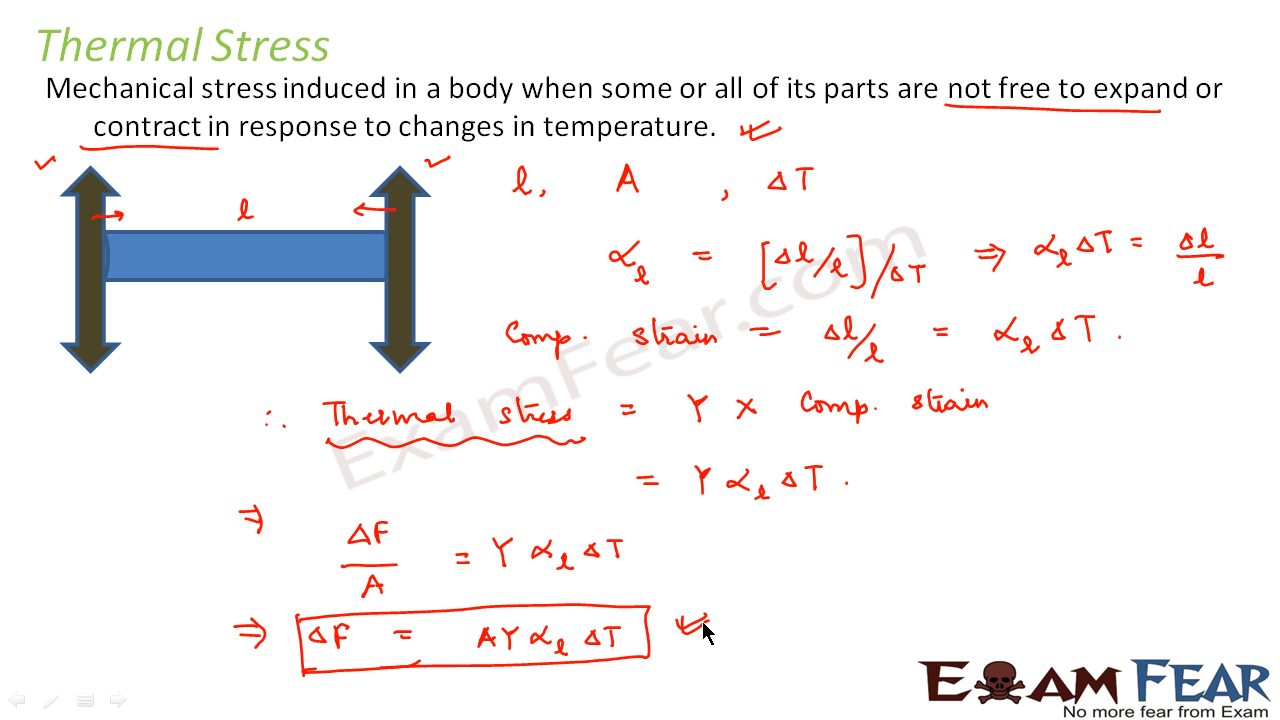 Thermal Stress
Mechanical stress induced in a body when some or all of its parts are not free to expand or
contract in response to changes in temperature.
l
l, A , ΔT
α_l = [Δl/l]/ΔT ⇒ α_l ΔT = Δl/l
Comp. strain = Δl/l = α_l ΔT.
∴ Thermal stress = Y × Comp. strain
= Y α_l ΔT.
⇒ ΔF/A = Y α_l ΔT
⇒ ΔF = AY α_l ΔT
ExamFear.com
EXAM FEAR
No more fear from Exam